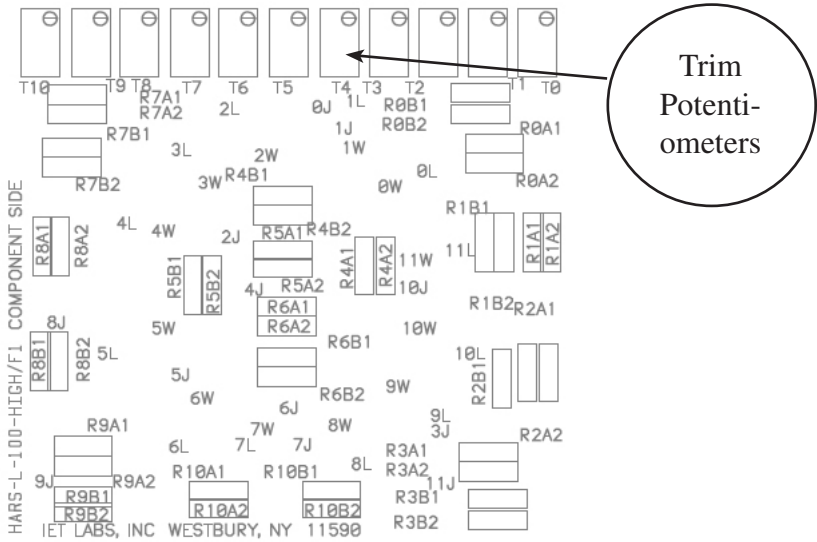 T10 T9 T8 T7 T6 T5 T4 T3 T2 T1 T0
Trim
Potenti-
ometers
R7A1 2L 0J 1L R0B1
R7A2 R0B2
R7B1 1J R0A1
3L 2W 1W
R7B2 3W R4B1 0W 0L R0A2
R1B1
4L 4W 2J R5A1 R4B2
R8A1 R8A2 R5B1 R5B2 R4A1 R4A2 11W 11L R1A1 R1A2
4J R5A2 10J
R6A1 R1B2 R2A1
8J 5W R6A2 10W
R8B1 R8B2 5L R6B1 10L R2B1
5J
6W R6B2 9W
6J 9L
R9A1 7W 8W 3J R2A2
6L 7L 7J R3A1
8L R3A2
9J R9A2 R10A1 R10B1 11J
R9B1 R3B1
R9B2 R10A2 R10B2 R3B2
IET LABS, INC WESTBURY, NY 11590
HARS-L-100-HIGH/F1 COMPONENT SIDE